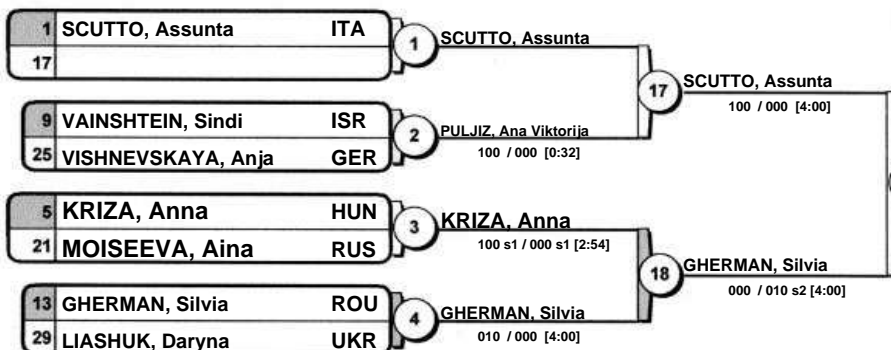 1 SCUTTO, Assunta ITA
17
1 SCUTTO, Assunta
17 SCUTTO, Assunta
100 / 000 [4:00]
9 VAINSHTEIN, Sindi ISR
25 VISHNEVSKAYA, Anja GER
2 PULJIZ, Ana Viktorija
100 / 000 [0:32]
5 KRIZA, Anna HUN
21 MOISEEVA, Aina RUS
3 KRIZA, Anna
100 s1 / 000 s1 [2:54]
18 GHERMAN, Silvia
000 / 010 s2 [4:00]
13 GHERMAN, Silvia ROU
29 LIASHUK, Daryna UKR
4 GHERMAN, Silvia
010 / 000 [4:00]